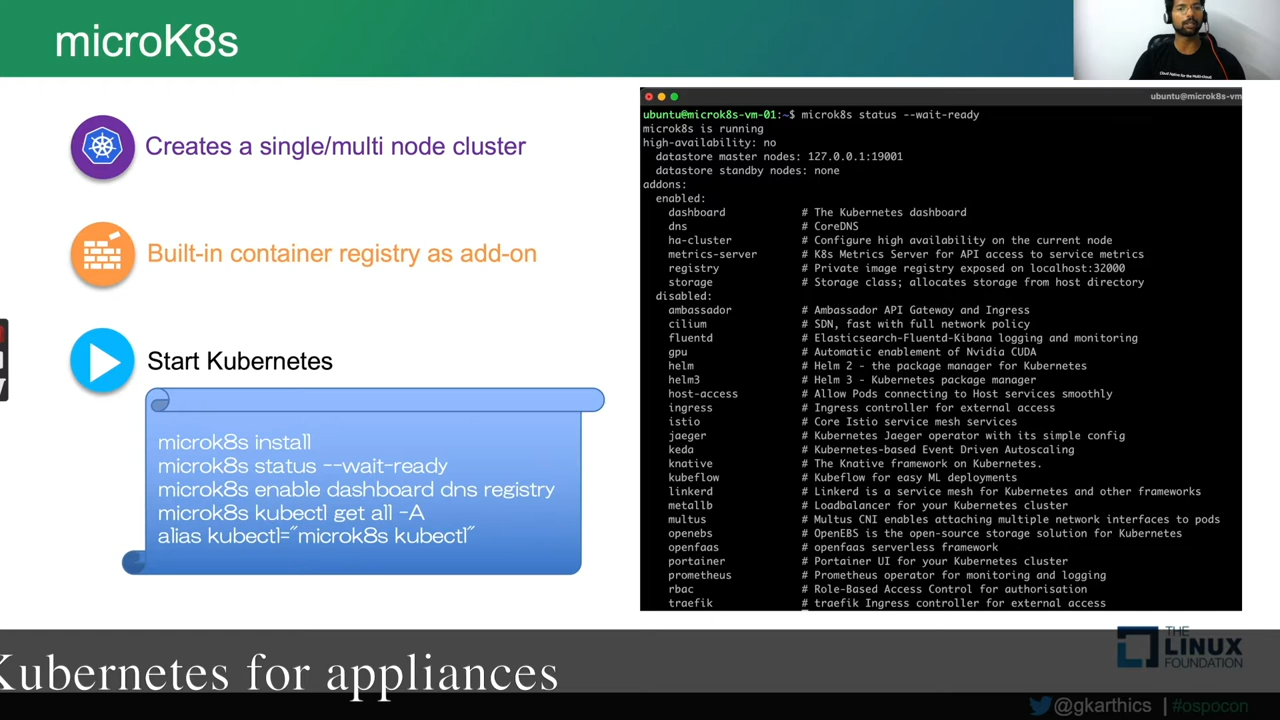 microK8s
Creates a single/multi node cluster
Built-in container registry as add-on
Start Kubernetes
microk8s install
microk8s status --wait-ready
microk8s enable dashboard dns registry
microk8s kubectl get all -A
alias kubectl="microk8s kubectl"
ubuntu@microk8s-vm
ubuntu@microk8s-vm-01:~$ microk8s status --wait-ready
microk8s is running
high-availability: no
datastore master nodes: 127.0.0.1:19001
datastore standby nodes: none
addons:
enabled:
dashboard # The Kubernetes dashboard
dns # CoreDNS
ha-cluster # Configure high availability on the current node
metrics-server # K8s Metrics Server for API access to service metrics
registry # Private image registry exposed on localhost:32000
storage # Storage class; allocates storage from host directory
disabled:
ambassador # Ambassador API Gateway and Ingress
cilium # SDN, fast with full network policy
fluentd # Elasticsearch-Fluentd-Kibana logging and monitoring
gpu # Automatic enablement of Nvidia CUDA
helm # Helm 2 - the package manager for Kubernetes
helm3 # Helm 3 - Kubernetes package manager
host-access # Allow Pods connecting to Host services smoothly
ingress # Ingress controller for external access
istio # Core Istio service mesh services
jaeger # Kubernetes Jaeger operator with its simple config
keda # Kubernetes-based Event Driven Autoscaling
knative # The Knative framework on Kubernetes.
kubeflow # Kubeflow for easy ML deployments
linkerd # Linkerd is a service mesh for Kubernetes and other frameworks
metallb # Loadbalancer for your Kubernetes cluster
multus # Multus CNI enables attaching multiple network interfaces to pods
openebs # OpenEBS is the open-source storage solution for Kubernetes
openfaas # openfaas serverless framework
portainer # Portainer UI for your Kubernetes cluster
prometheus # Prometheus operator for monitoring and logging
rbac # Role-Based Access Control for authorisation
traefik # traefik Ingress controller for external access
Kubernetes for appliances
THE
LINUX
FOUNDATION
@gkarthics | #ospocon